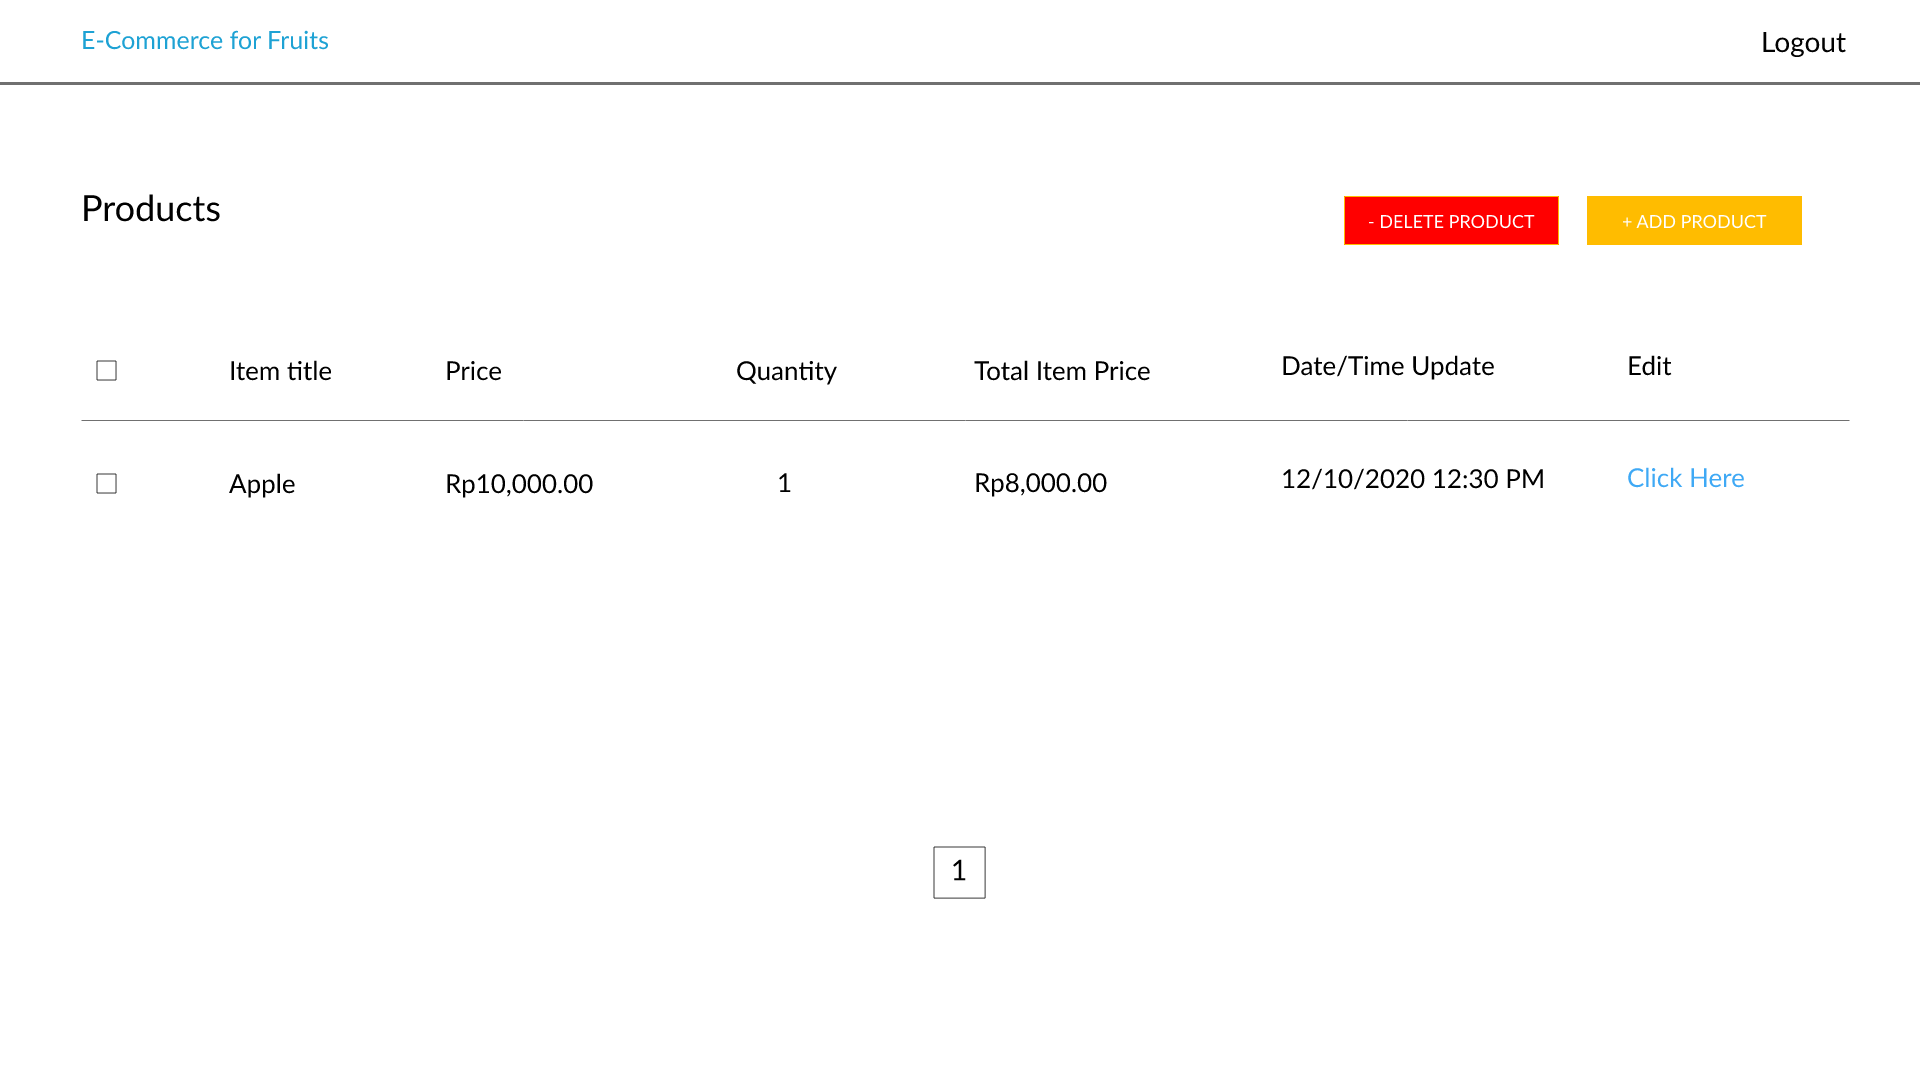 E-Commerce for Fruits
Logout
Products
- DELETE PRODUCT
+ ADD PRODUCT
Item title Price Quantity Total Item Price Date/Time Update Edit
Apple Rp10,000.00 1 Rp8,000.00 12/10/2020 12:30 PM Click Here
1